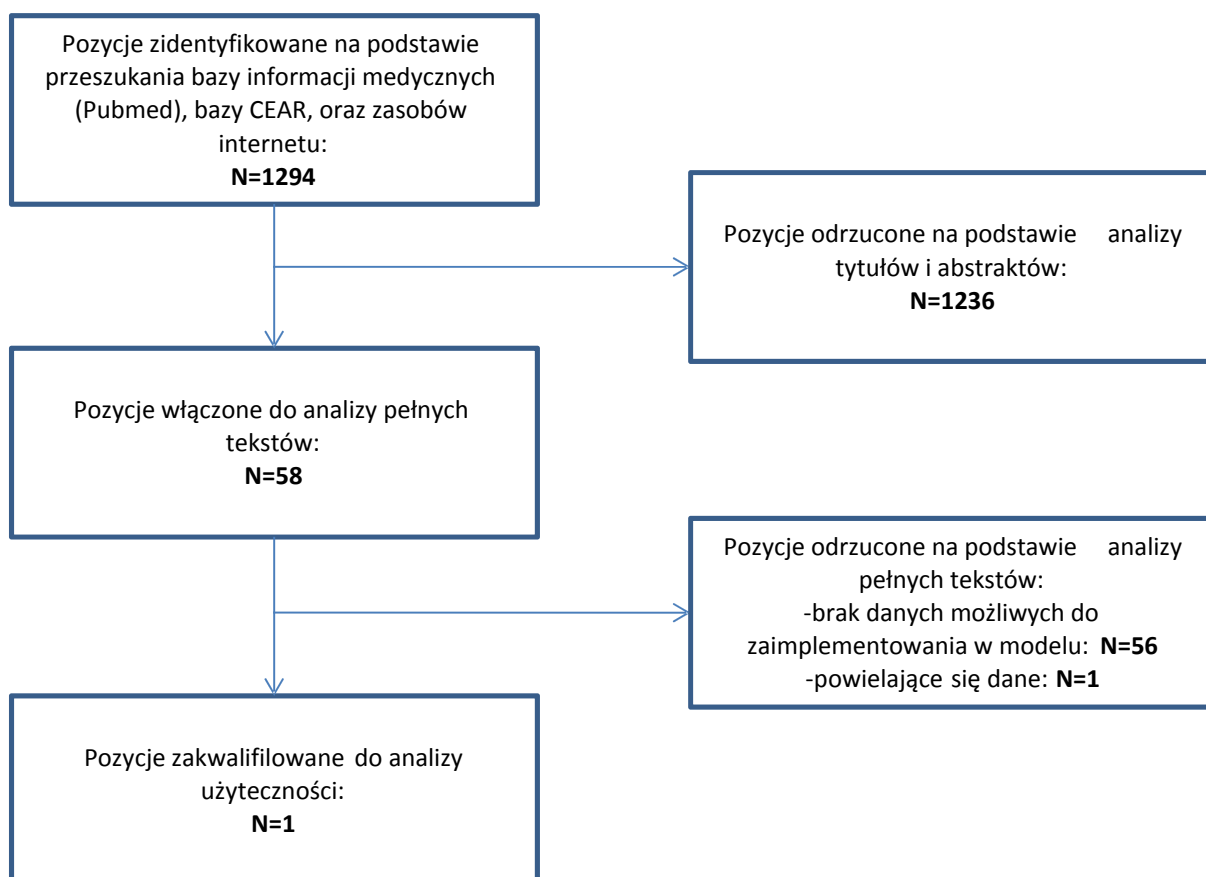 Pozycje zidentyfikowane na podstawie
przeszukania bazy informacji medycznych
(Pubmed), bazy CEAR, oraz zasobów
internetu:
N=1294
Pozycje odrzucone na podstawie analizy
tytułów i abstraktów:
N=1236
Pozycje włączone do analizy pełnych
tekstów:
N=58
Pozycje odrzucone na podstawie analizy
pełnych tekstów:
-brak danych możliwych do
zaimplementowania w modelu: N=56
-powielające się dane: N=1
Pozycje zakwalifilowane do analizy
użyteczności:
N=1